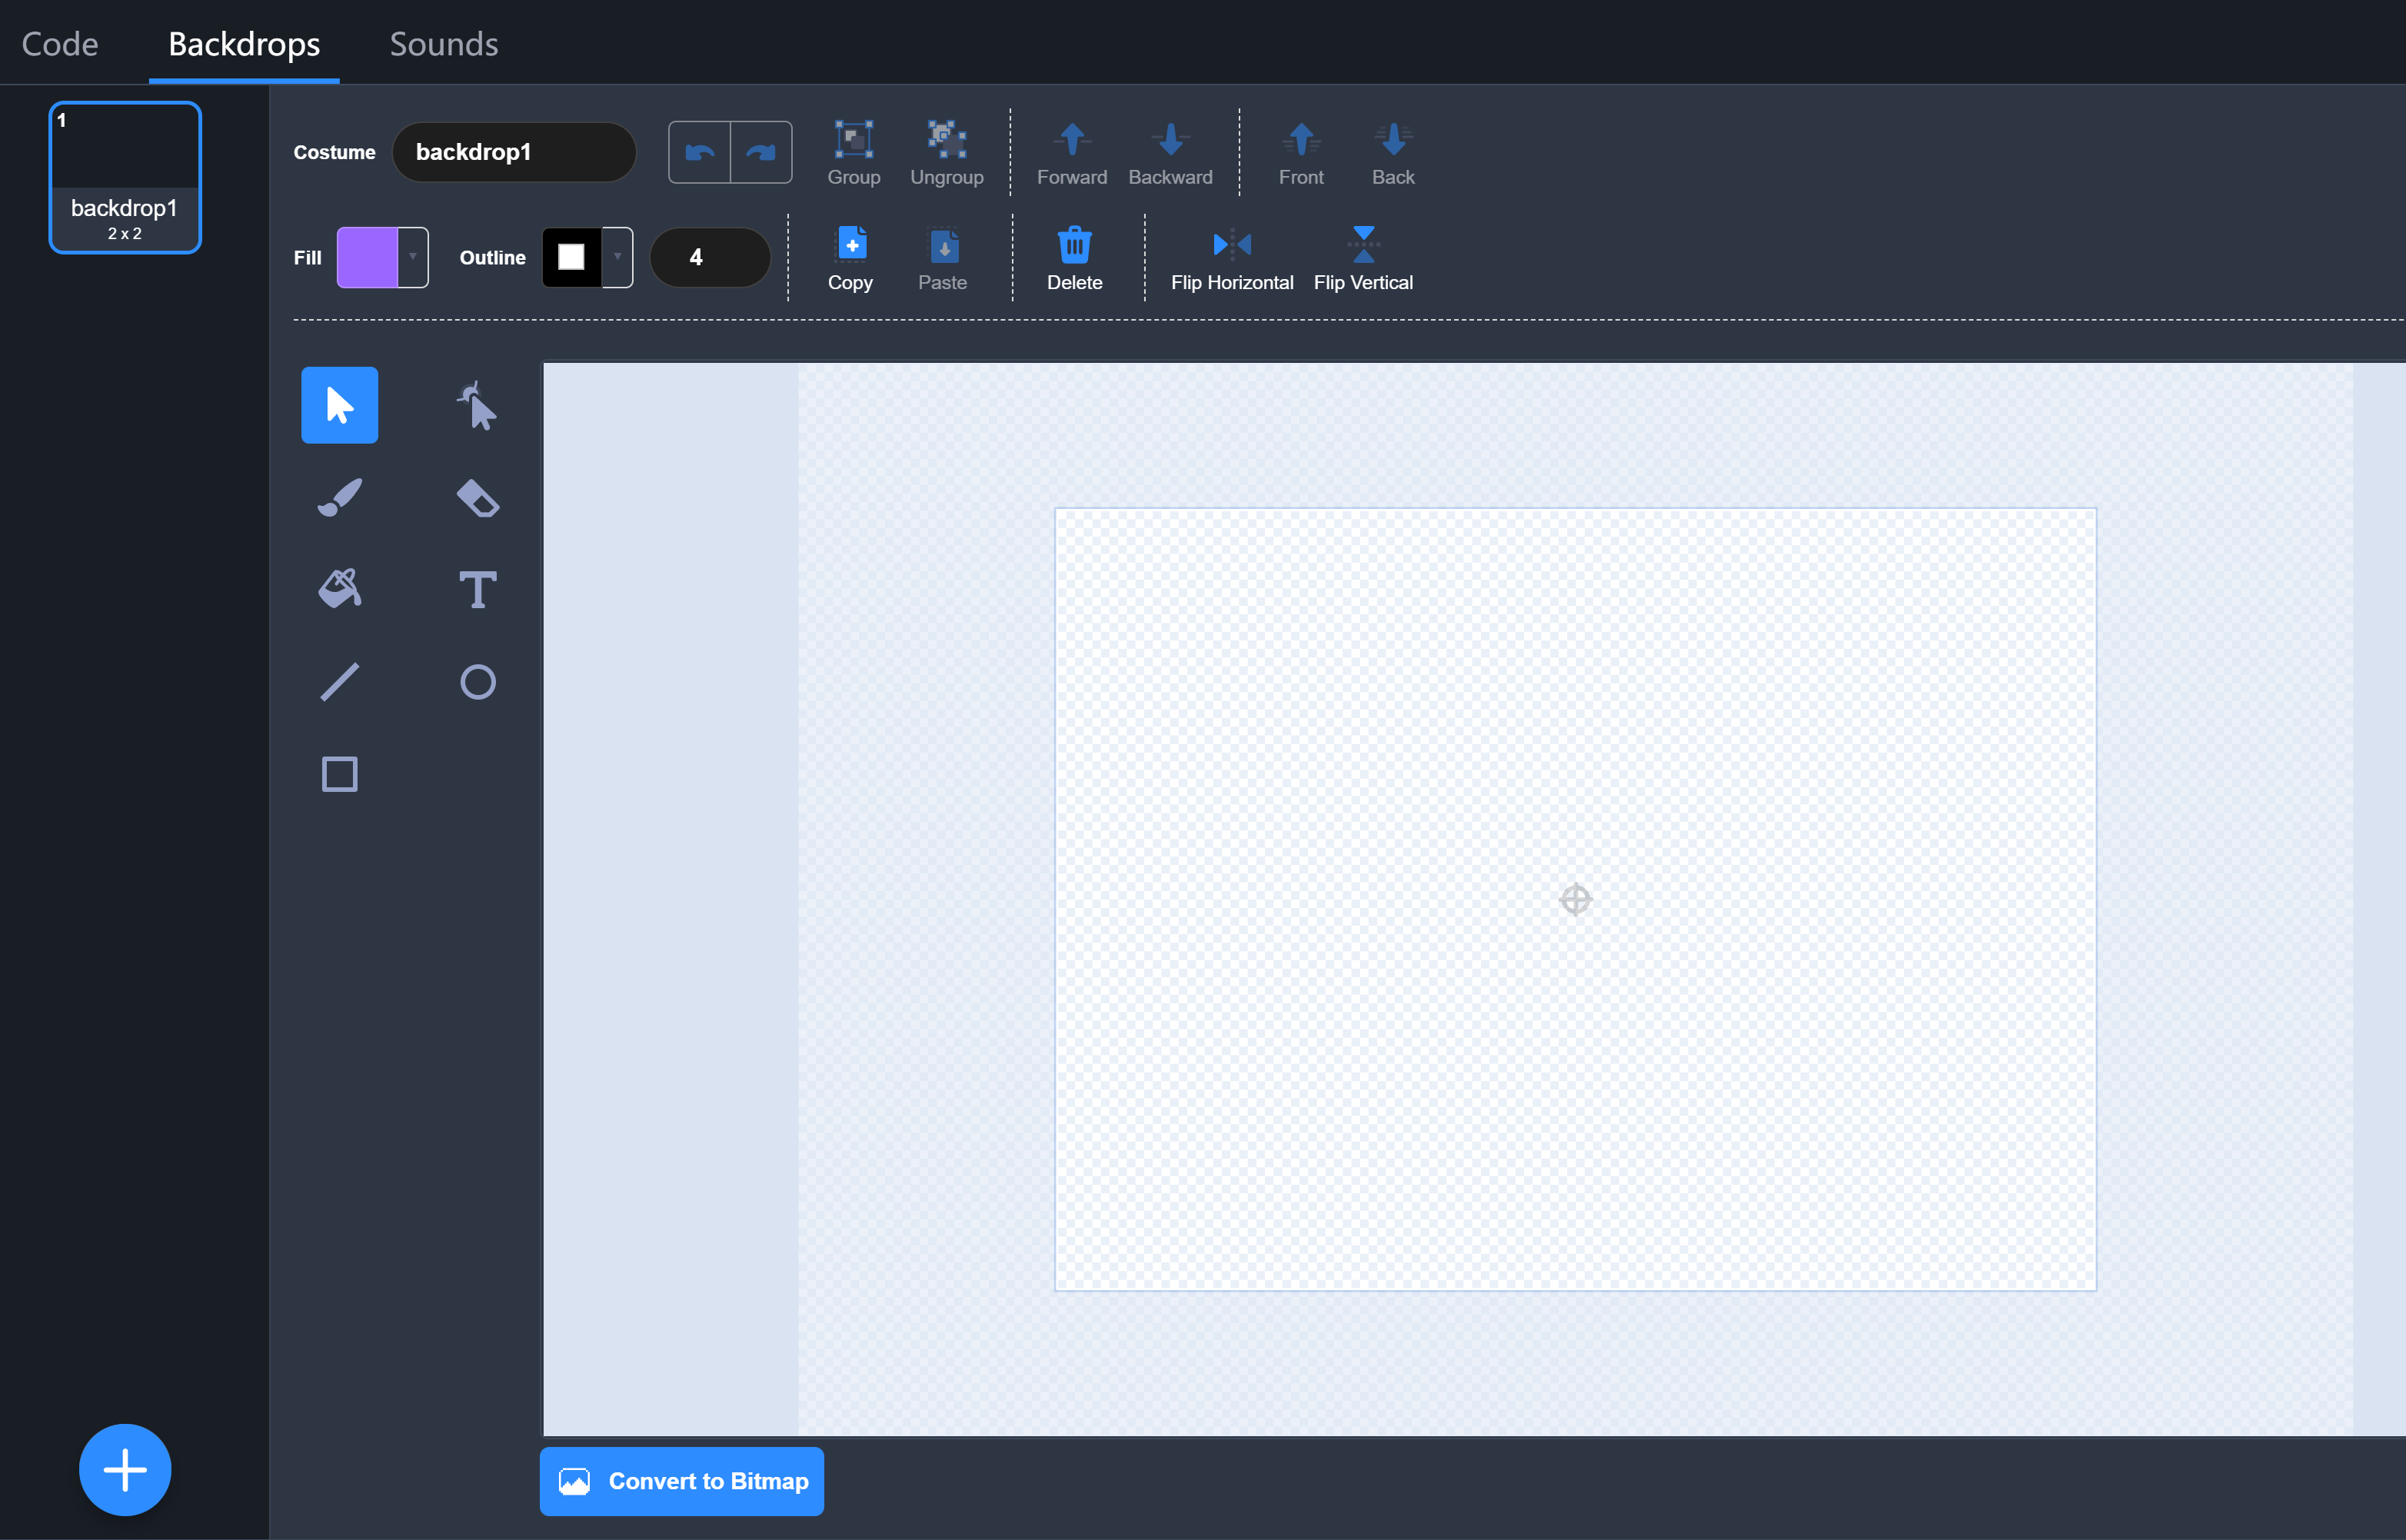 Code Backdrops Sounds
1
backdrop1
2 x 2
Costume backdrop1 Group Ungroup Forward Backward Front Back
Fill Outline 4 Copy Paste Delete Flip Horizontal Flip Vertical
T
Convert to Bitmap